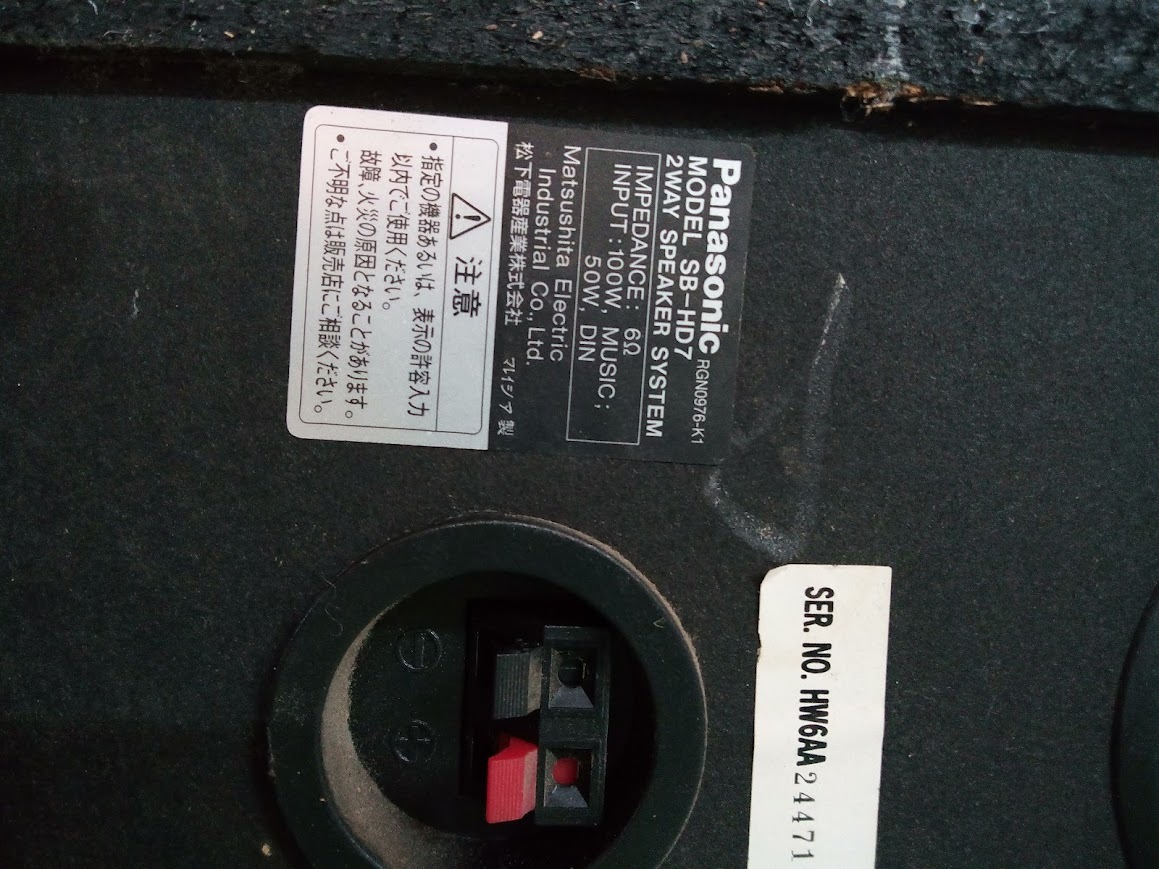 Panasonic RGN0976-K1
MODEL SB-HD7
2WAY SPEAKER SYSTEM
IMPEDANCE : 6Ω
INPUT : 100W, MUSIC ;
50W, DIN
Matsushita Electric
Industrial Co., Ltd.
松下電器産業株式会社 マレイシア製
注意
•指定の機器あるいは、表示の許容入力
以内でご使用ください。
故障、火災の原因となることがあります。
•ご不明な点は販売店にご相談ください。
SER. NO. HW6AA24471
⊖ ⊕